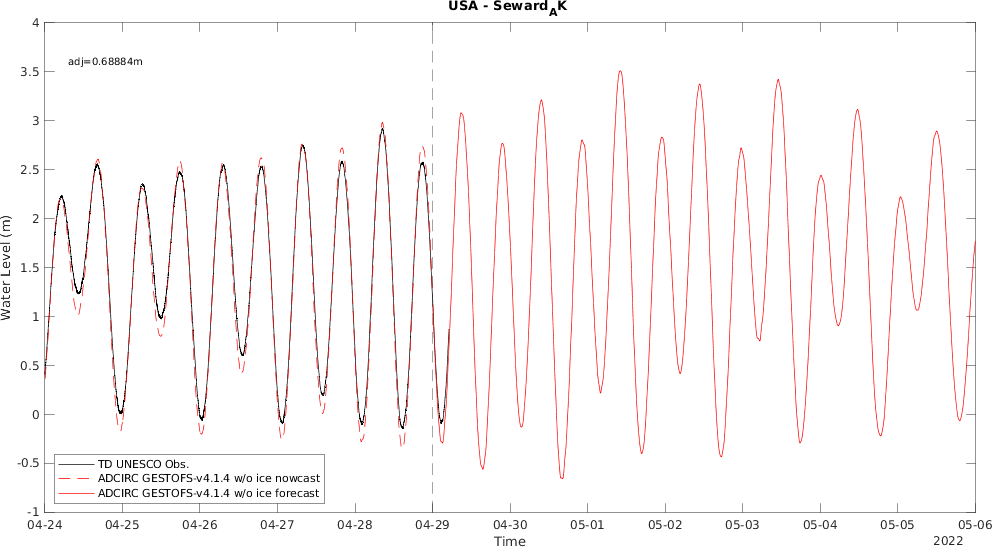 USA - Seward_AK
adj=0.68884m
4
3.5
3
2.5
2
1.5
1
0.5
0
-0.5
-1
Water Level (m)
TD UNESCO Obs.
ADCIRC GESTOFS-v4.1.4 w/o ice nowcast
ADCIRC GESTOFS-v4.1.4 w/o ice forecast
04-24 04-25 04-26 04-27 04-28 04-29 04-30 05-01 05-02 05-03 05-04 05-05 05-06
Time
2022